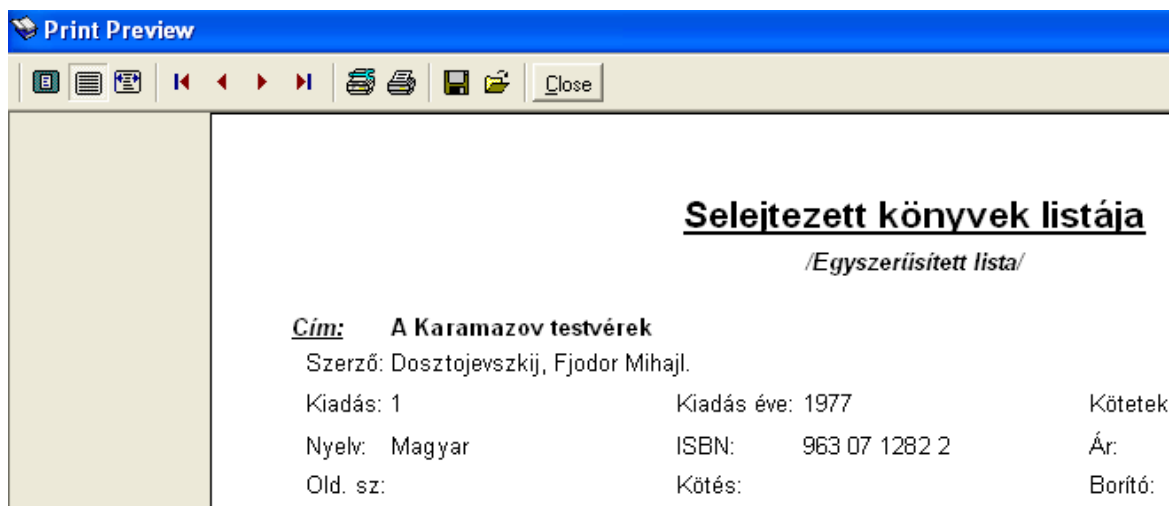 Print Preview
Close
Selejtezett könyvek listája
/Egyszerűsített lista/
Cím: A Karamazov testvérek
Szerző: Dosztojevszkij, Fjodor Mihajl.
Kiadás: 1 Kiadás éve: 1977 Kötetek
Nyelv: Magyar ISBN: 963 07 1282 2 Ár:
Old. sz: Kötés: Borító: